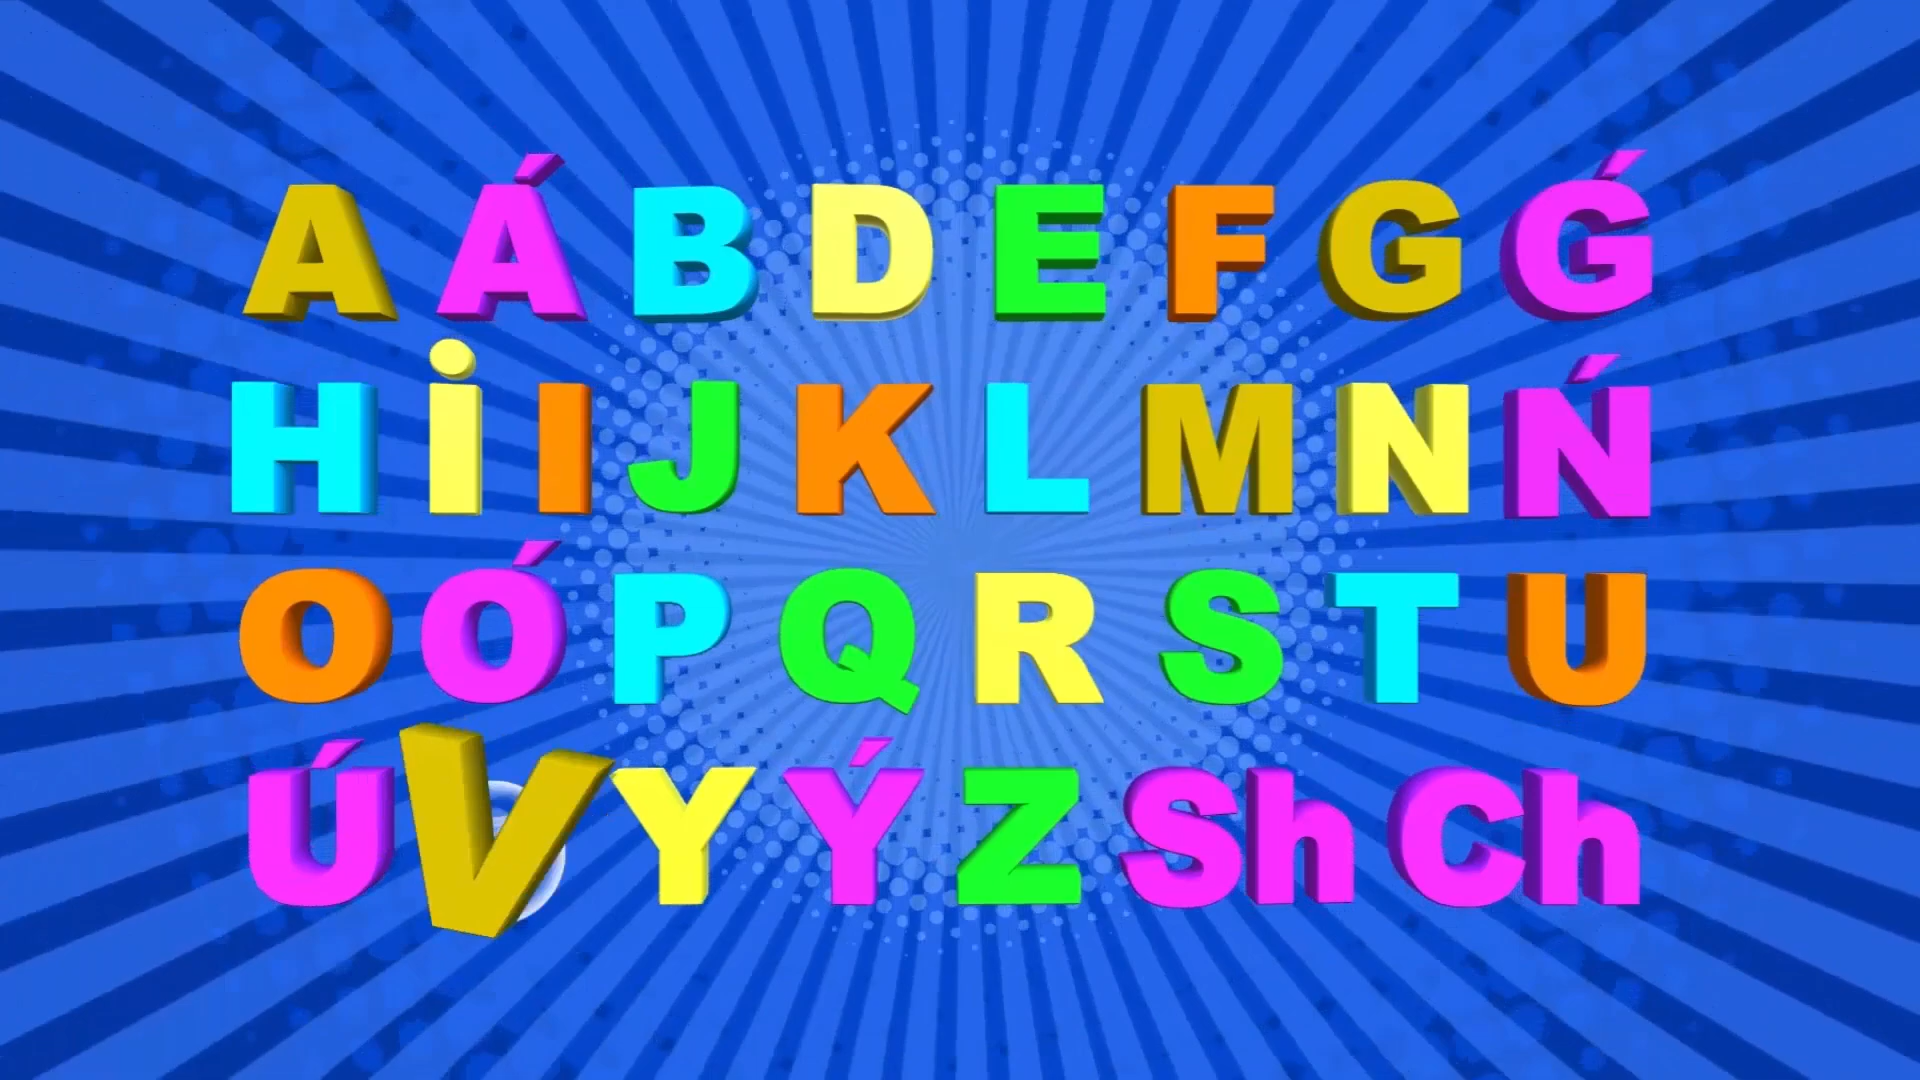 A Á B D E F G Ǵ
H i I J K L M N Ń
O Ó P Q R S T U
Ú V Y Ý Z Sh Ch